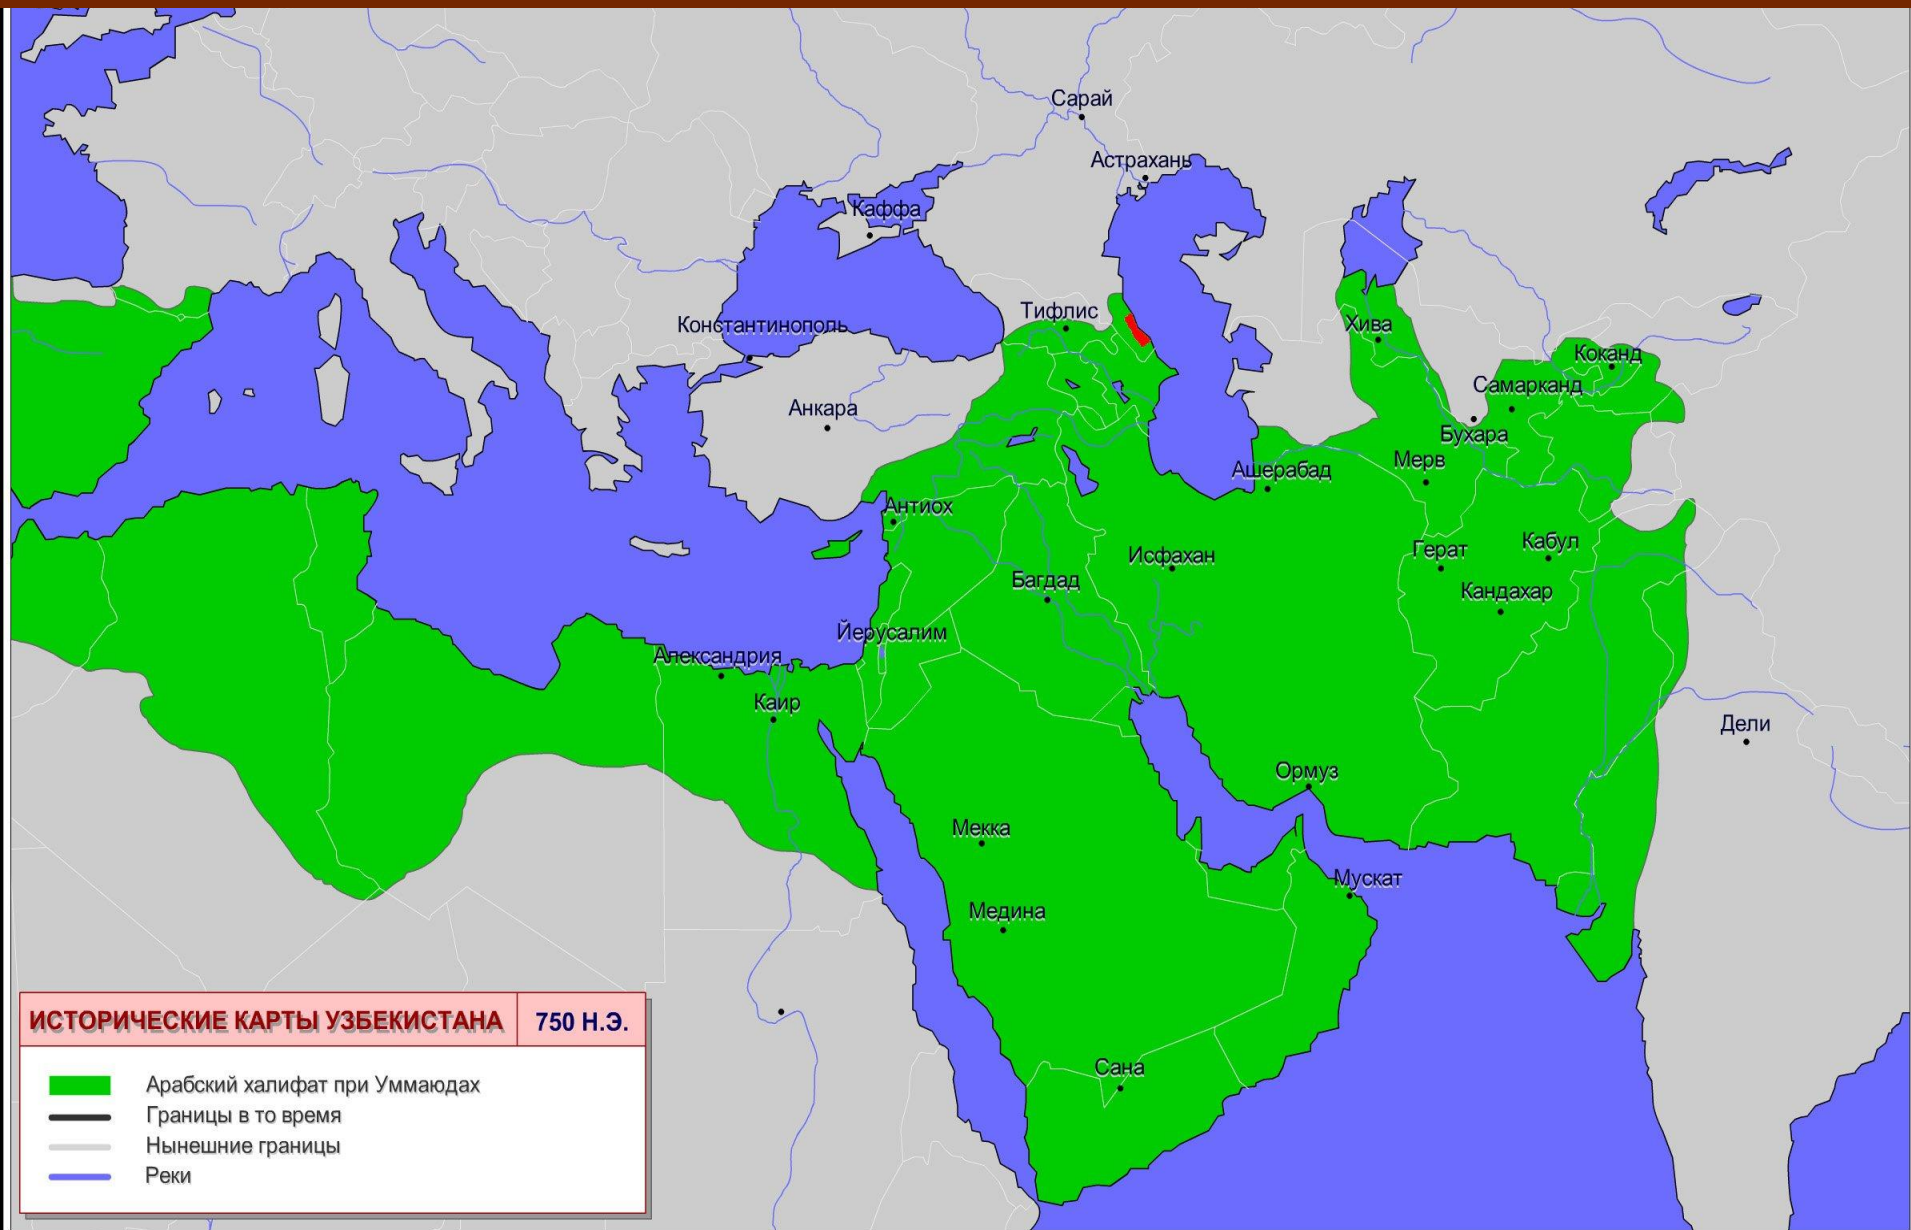 Сарай
Астрахань
Каффа
Тифлис
Константинополь
Хива
Коканд
Самарканд
Анкара
Бухара
Мерв
Ашерабад
Антиох
Исфахан
Герат
Кабул
Багдад
Кандахар
Йерусалим
Александрия
Каир
Дели
Ормуз
Мекка
Мускат
Медина
Сана
ИСТОРИЧЕСКИЕ КАРТЫ УЗБЕКИСТАНА 750 Н.Э.
Арабский халифат при Уммаюдах
Границы в то время
Нынешние границы
Реки